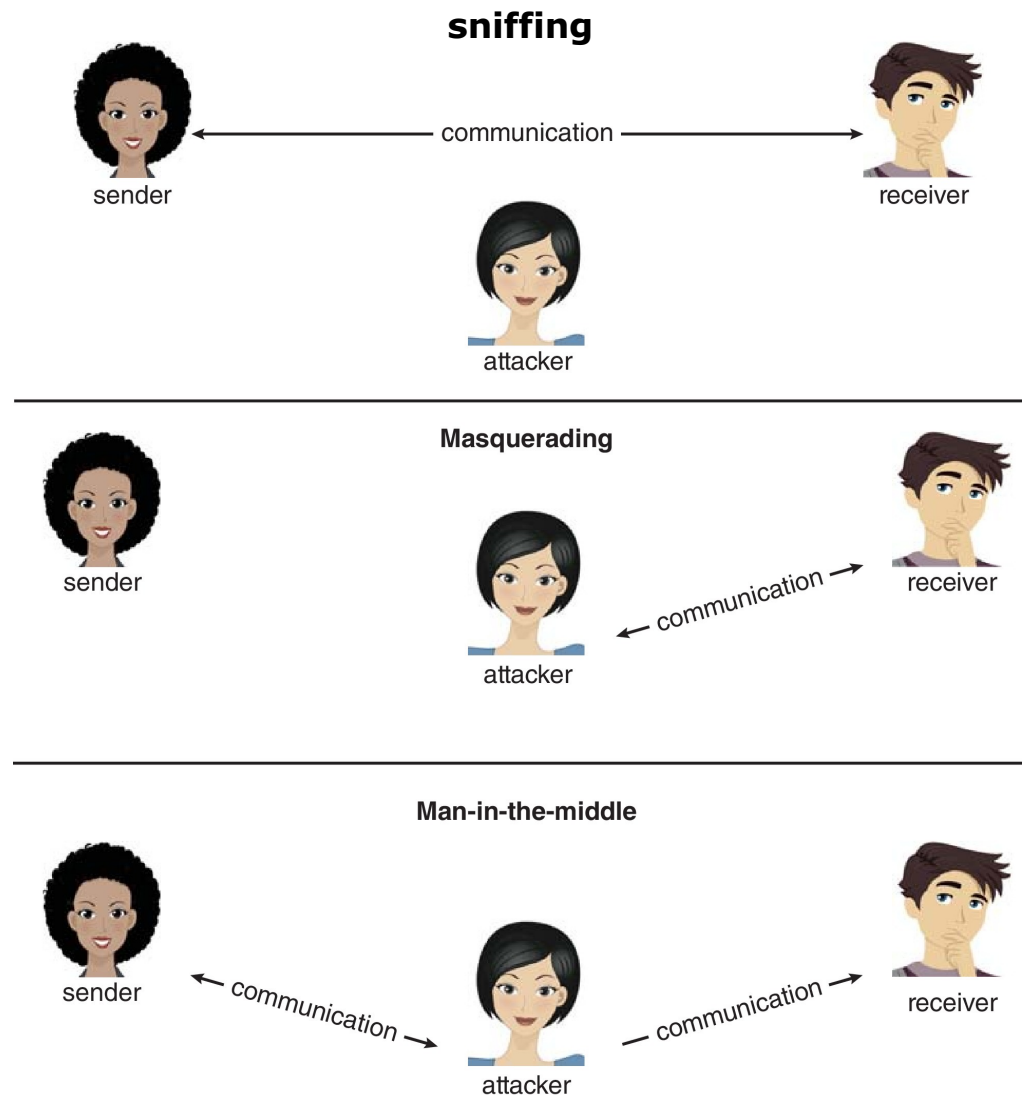 sniffing
communication
sender
receiver
attacker
Masquerading
sender
communication
receiver
attacker
Man-in-the-middle
sender
communication
communication
receiver
attacker